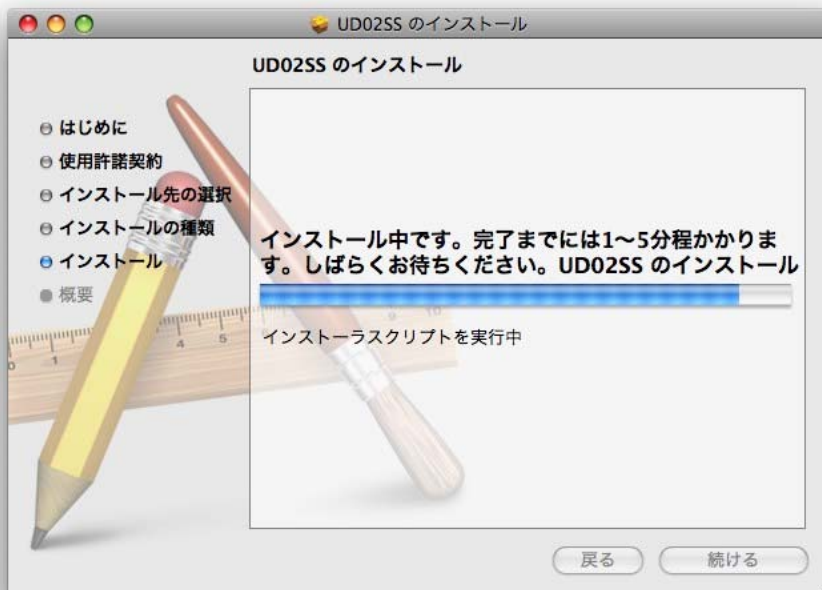 UD02SS のインストール
UD02SS のインストール
はじめに
使用許諾契約
インストール先の選択
インストールの種類
インストール
概要
インストール中です。完了までには1〜5分程かかりま
す。しばらくお待ちください。UD02SS のインストール
インストーラスクリプトを実行中
0 1 4 5 9 10
戻る
続ける